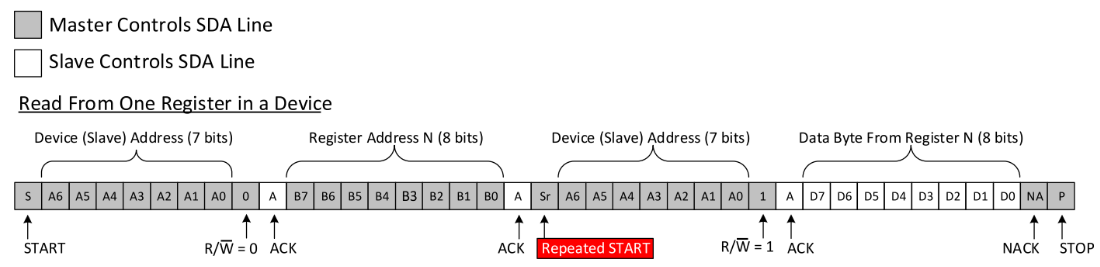 Master Controls SDA Line
Slave Controls SDA Line
Read From One Register in a Device
Device (Slave) Address (7 bits) Register Address N (8 bits) Device (Slave) Address (7 bits) Data Byte From Register N (8 bits)
S A6 A5 A4 A3 A2 A1 A0 0 A B7 B6 B5 B4 B3 B2 B1 B0 A Sr A6 A5 A4 A3 A2 A1 A0 1 A D7 D6 D5 D4 D3 D2 D1 D0 NA P
START R/W̅ = 0 ACK ACK Repeated START R/W̅ = 1 ACK NACK STOP